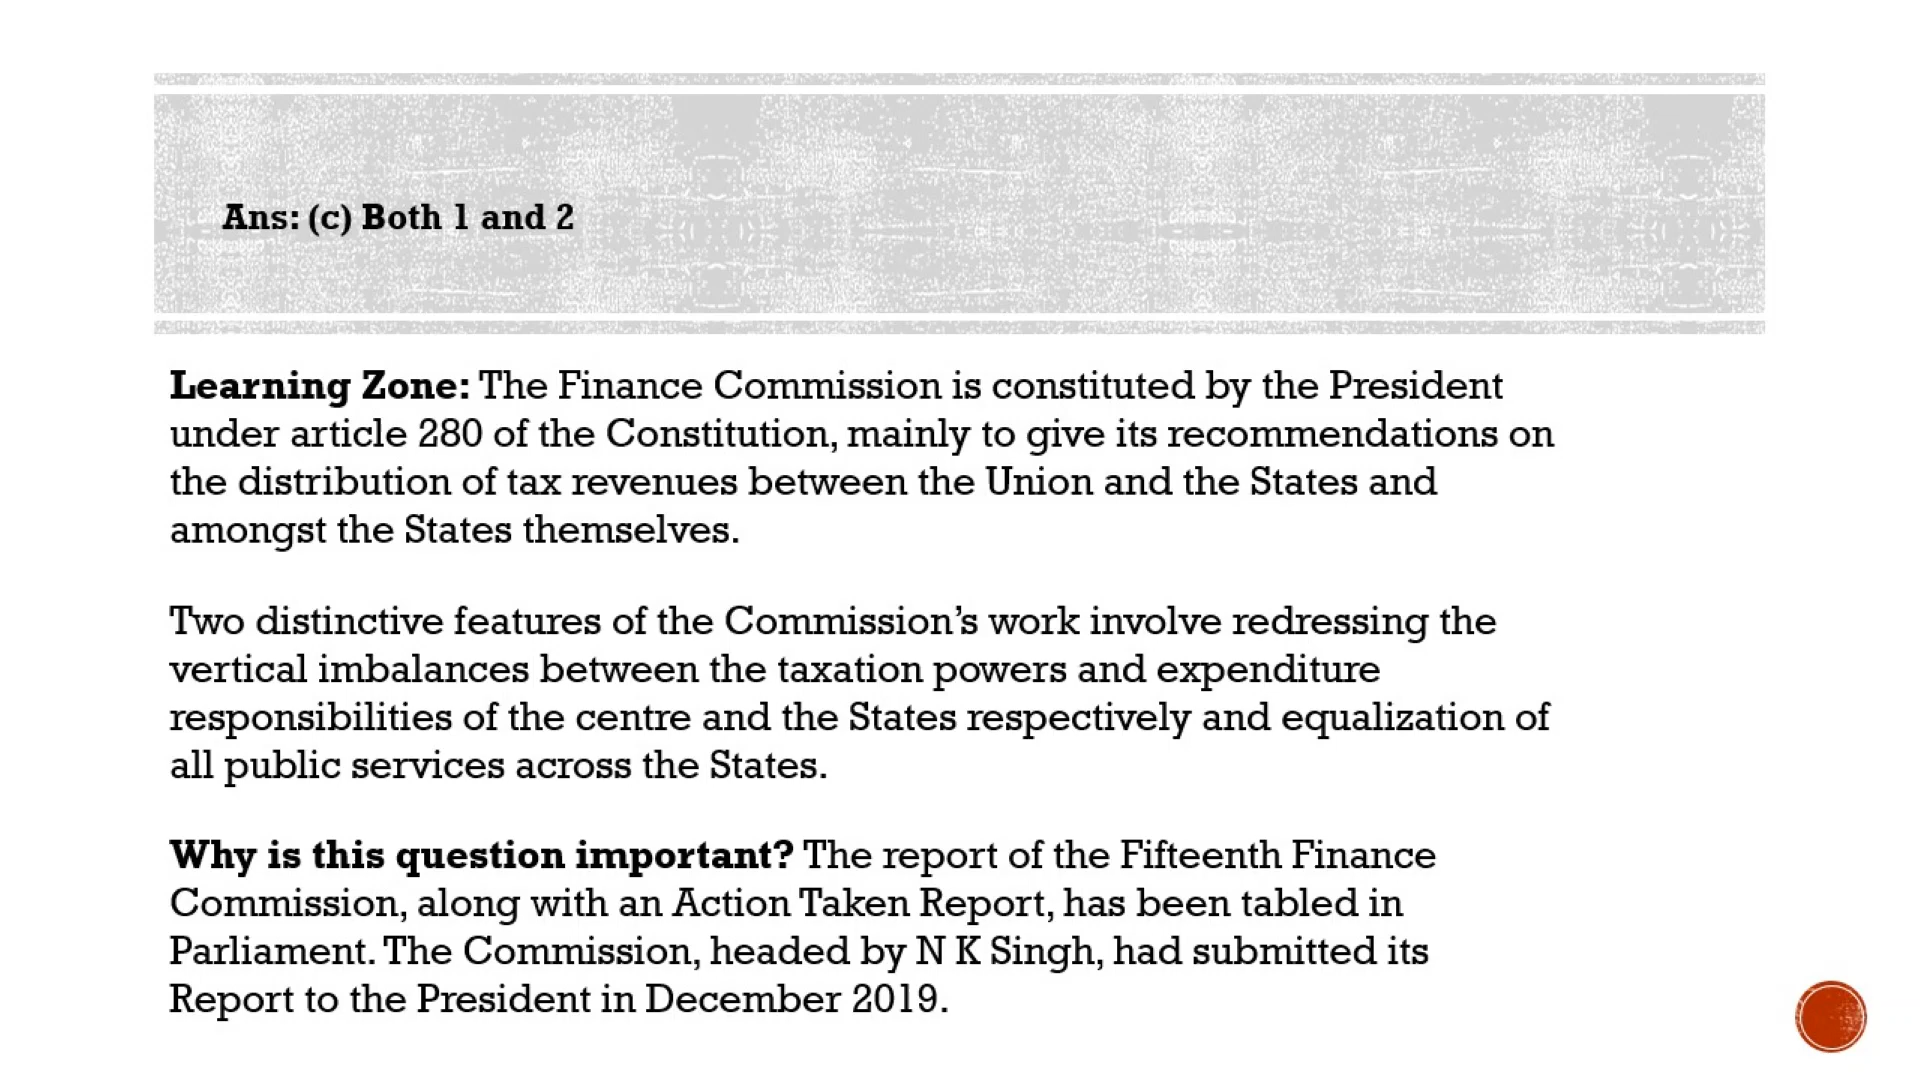 Ans: (c) Both 1 and 2
Learning Zone: The Finance Commission is constituted by the President
under article 280 of the Constitution, mainly to give its recommendations on
the distribution of tax revenues between the Union and the States and
amongst the States themselves.
Two distinctive features of the Commission’s work involve redressing the
vertical imbalances between the taxation powers and expenditure
responsibilities of the centre and the States respectively and equalization of
all public services across the States.
Why is this question important? The report of the Fifteenth Finance
Commission, along with an Action Taken Report, has been tabled in
Parliament. The Commission, headed by N K Singh, had submitted its
Report to the President in December 2019.